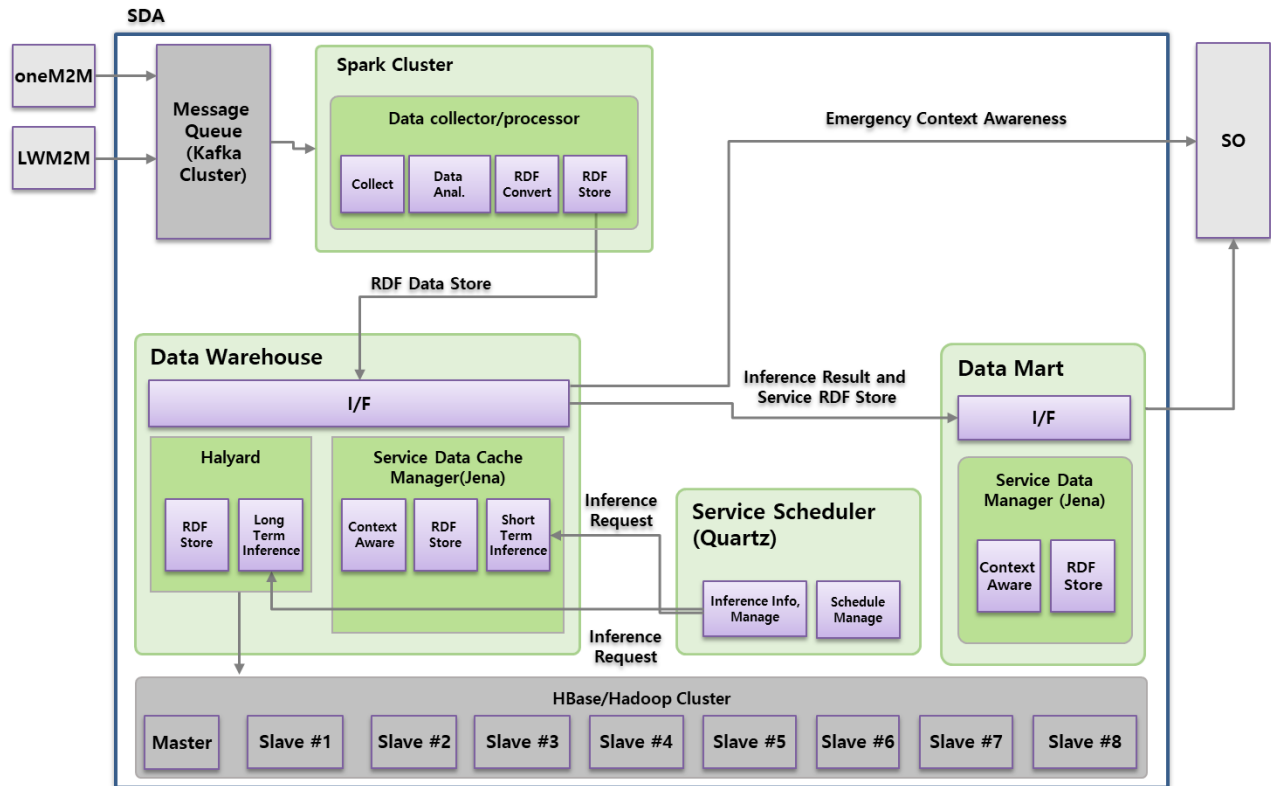 SDA
oneM2M
LWM2M
Message
Queue
(Kafka
Cluster)
Spark Cluster
Data collector/processor
Collect
Data
Anal.
RDF
Convert
RDF
Store
Emergency Context Awareness
SO
RDF Data Store
Data Warehouse
I/F
Inference Result and
Service RDF Store
Data Mart
I/F
Halyard
RDF
Store
Long
Term
Inference
Service Data Cache
Manager(Jena)
Context
Aware
RDF
Store
Short
Term
Inference
Inference
Request
Inference
Request
Service Scheduler
(Quartz)
Inference Info,
Manage
Schedule
Manage
Service Data
Manager (Jena)
Context
Aware
RDF
Store
HBase/Hadoop Cluster
Master
Slave #1
Slave #2
Slave #3
Slave #4
Slave #5
Slave #6
Slave #7
Slave #8